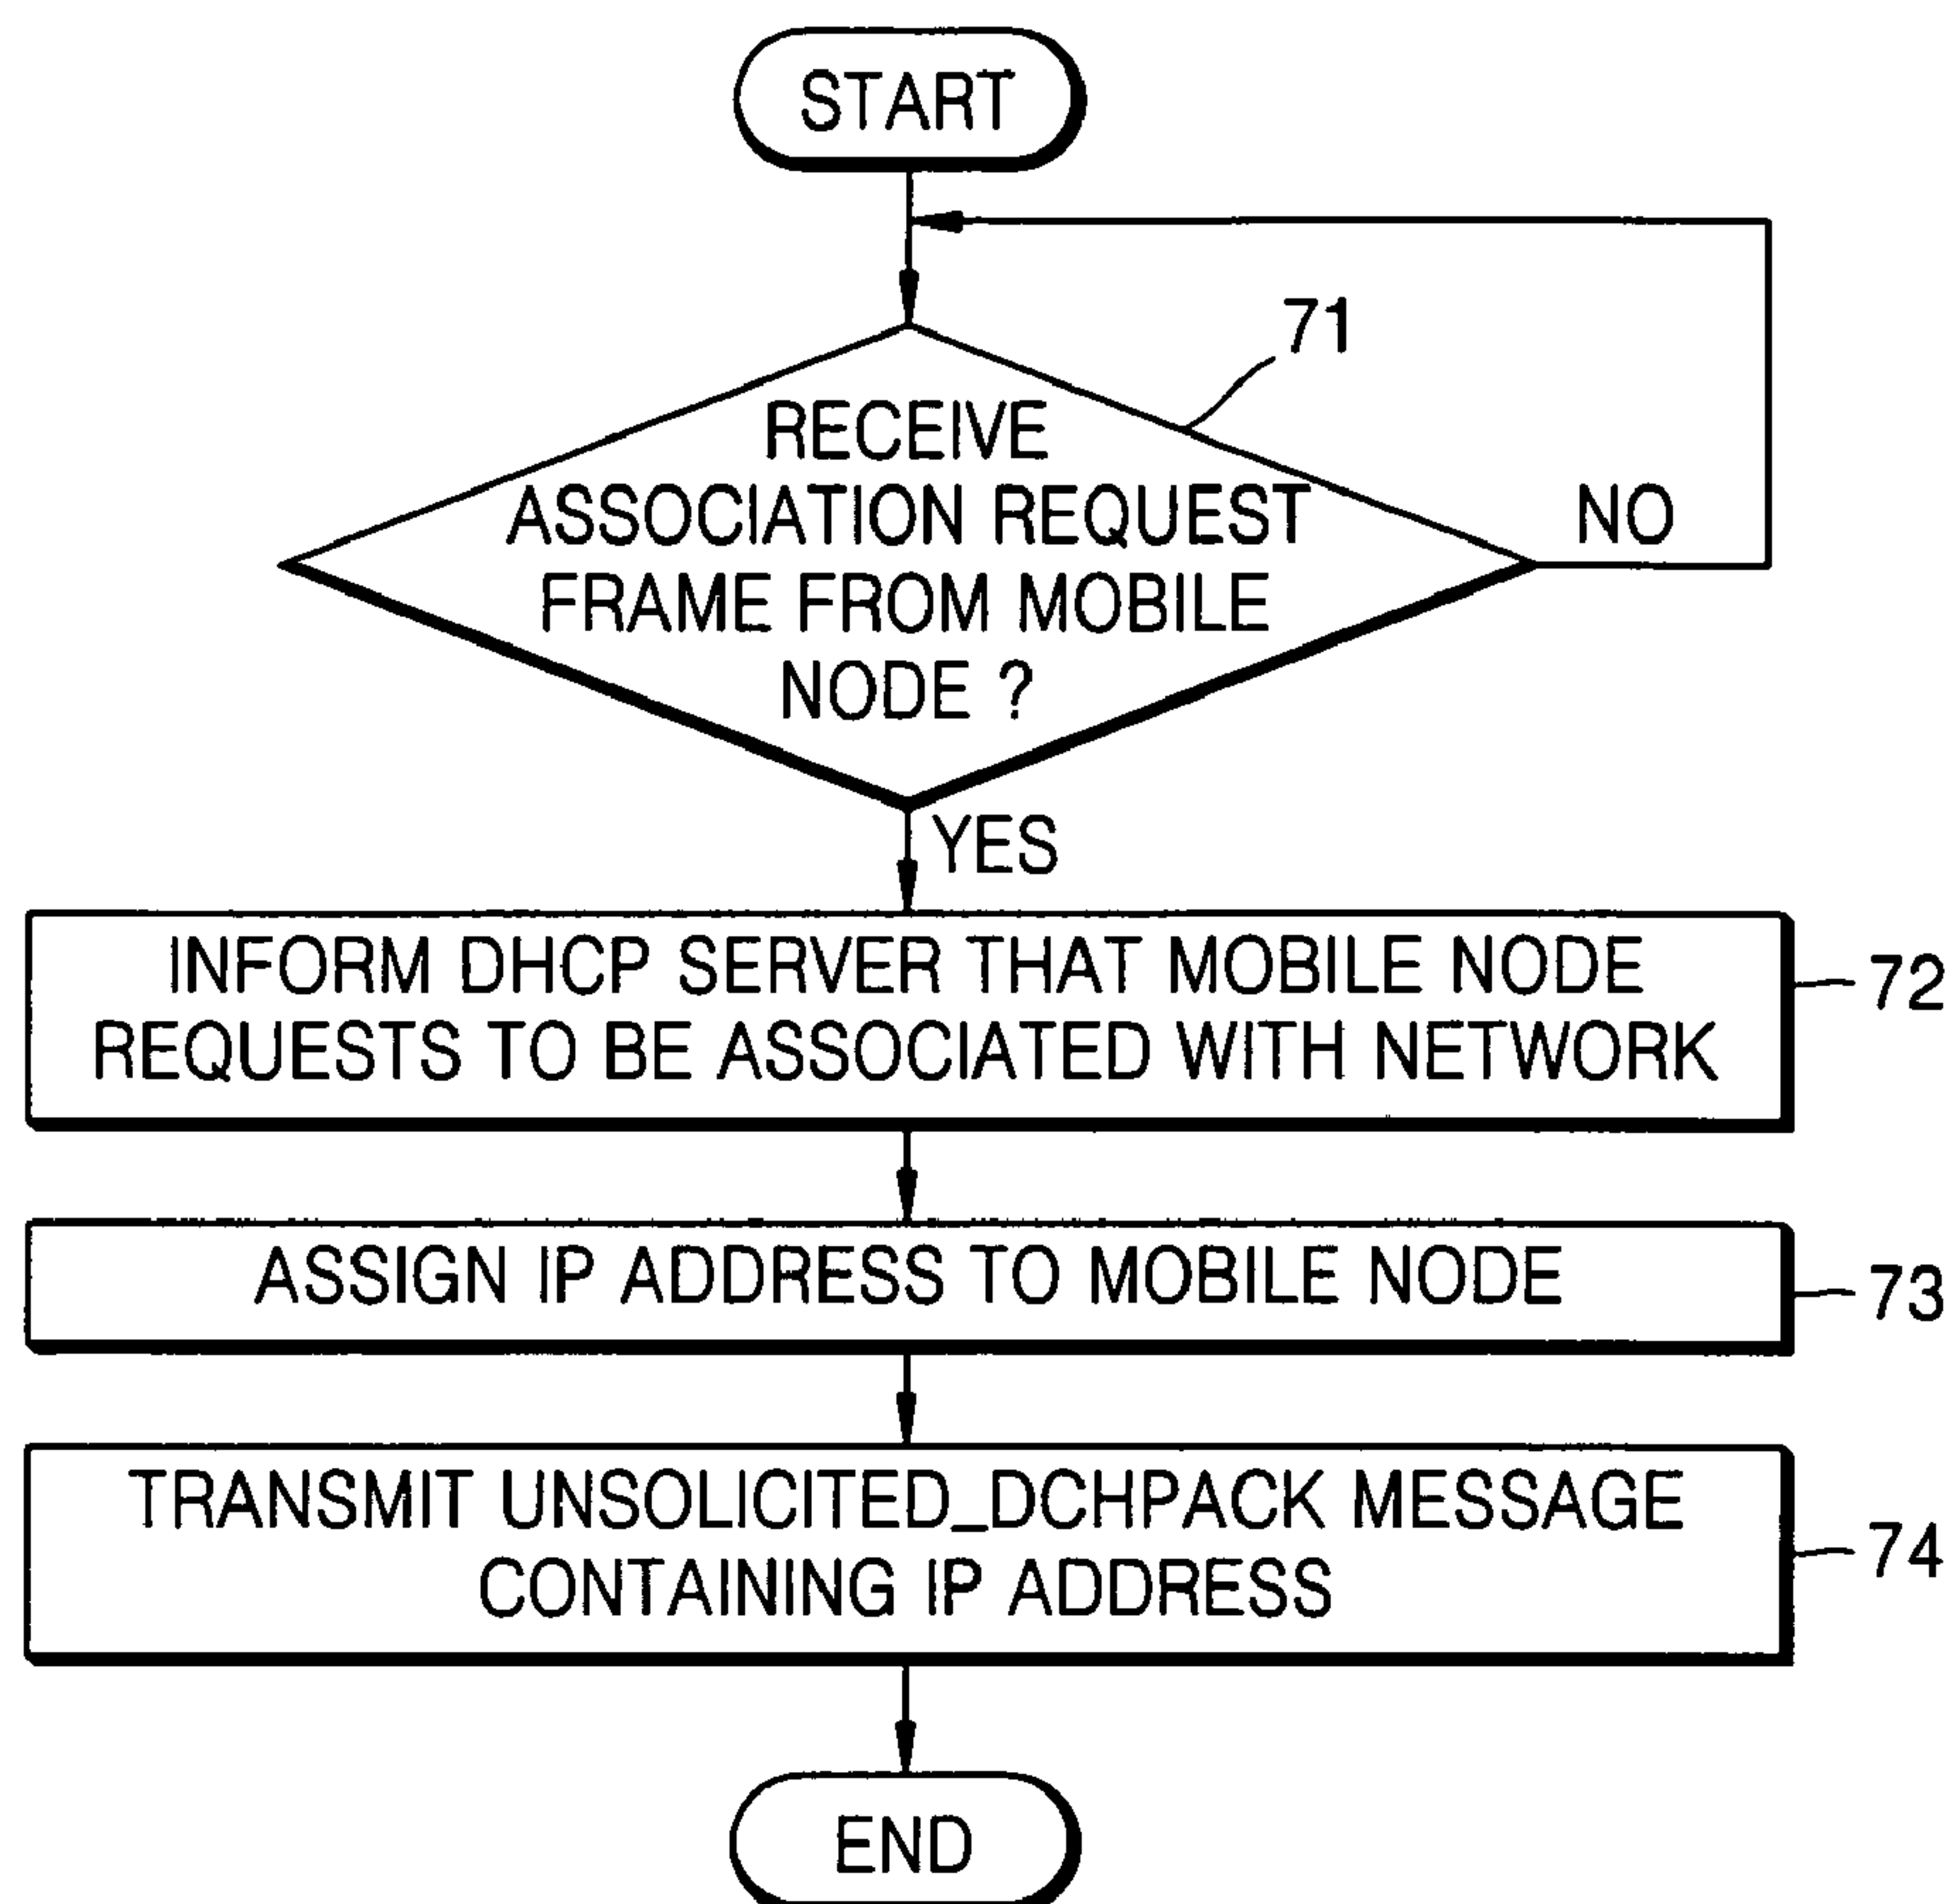 START
71
RECEIVE
ASSOCIATION REQUEST
FRAME FROM MOBILE
NODE ?
NO
YES
INFORM DHCP SERVER THAT MOBILE NODE
REQUESTS TO BE ASSOCIATED WITH NETWORK
72
ASSIGN IP ADDRESS TO MOBILE NODE
73
TRANSMIT UNSOLICITED_DCHPACK MESSAGE
CONTAINING IP ADDRESS
74
END